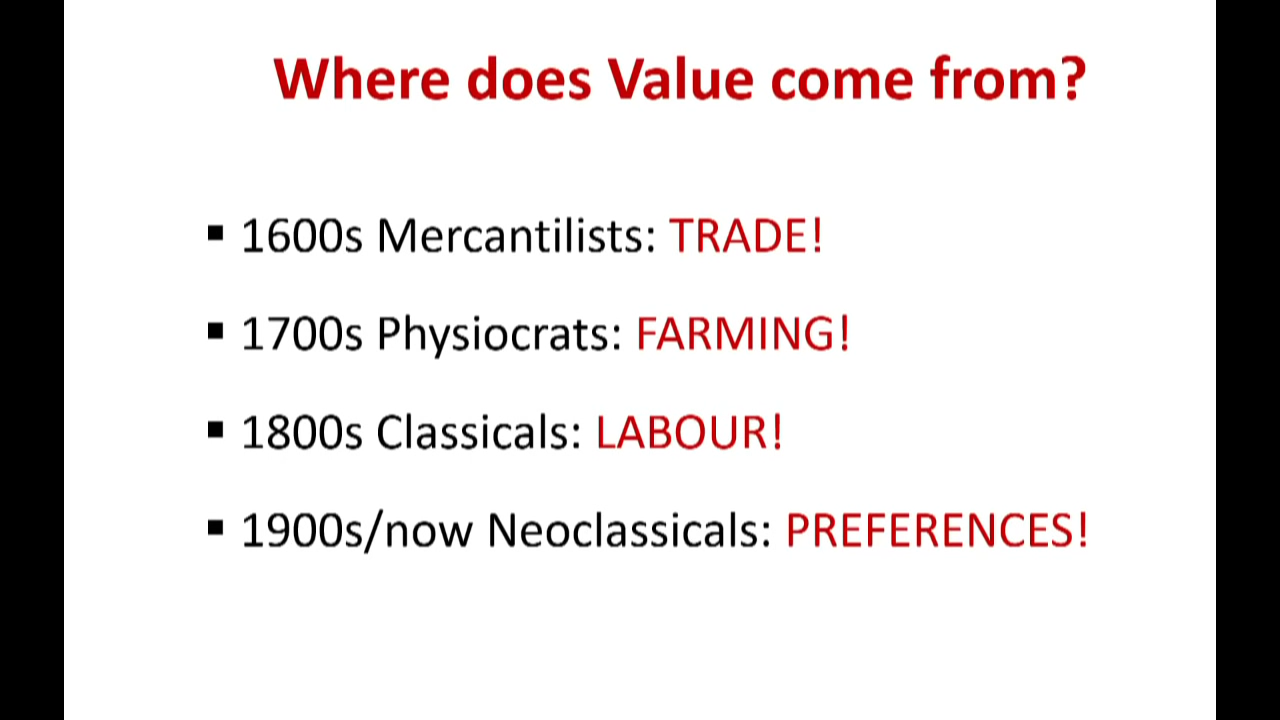 Where does Value come from?
▪ 1600s Mercantilists: TRADE!
▪ 1700s Physiocrats: FARMING!
▪ 1800s Classicals: LABOUR!
▪ 1900s/now Neoclassicals: PREFERENCES!